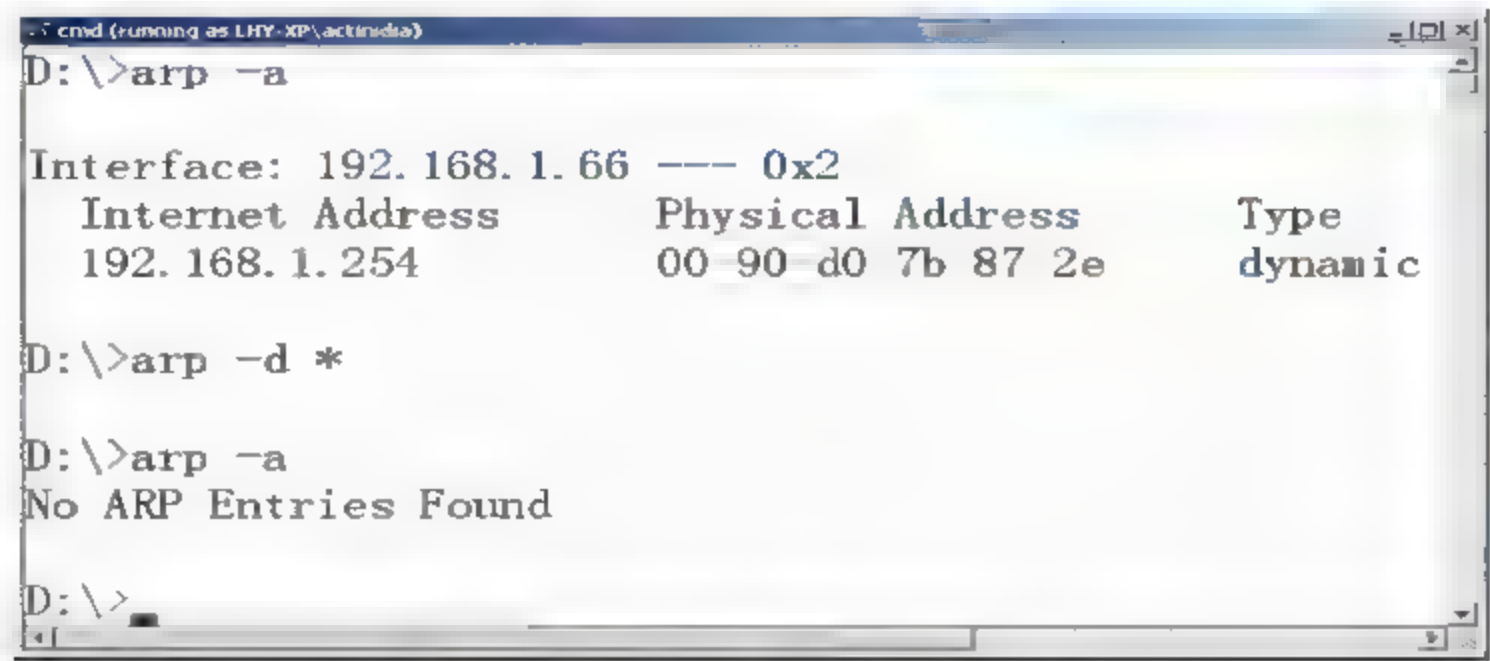 cmd (running as LHY-XP\actinidia)
D:\>arp -a
Interface: 192.168.1.66 --- 0x2
Internet Address Physical Address Type
192.168.1.254 00-90-d0-7b-87-2e dynamic
D:\>arp -d *
D:\>arp -a
No ARP Entries Found
D:\>